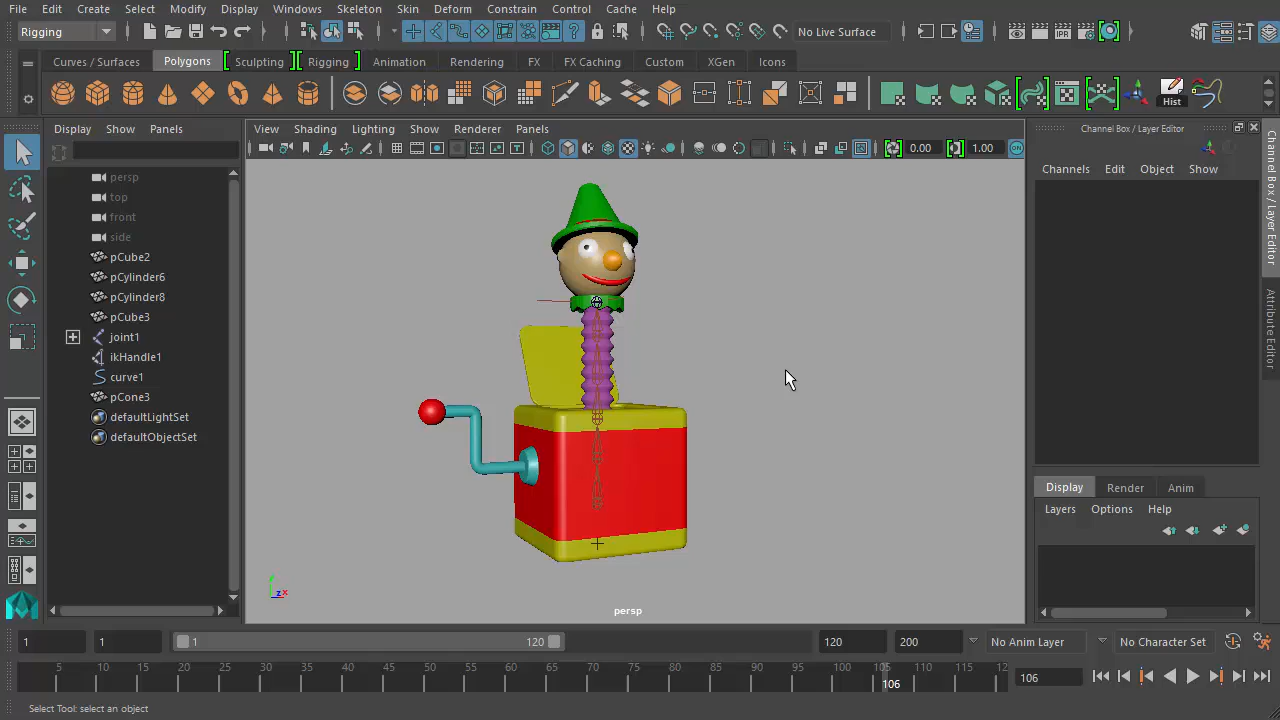 File Edit Create Select Modify Display Windows Skeleton Skin Deform Constrain Control Cache Help
Rigging No Live Surface
Curves / Surfaces Polygons Sculpting Rigging Animation Rendering FX FX Caching Custom XGen Icons
Hist
Display Show Panels
View Shading Lighting Show Renderer Panels
0.00 1.00 ON
Channel Box / Layer Editor
Channels Edit Object Show
persp
top
front
side
pCube2
pCylinder6
pCylinder8
pCube3
joint1
ikHandle1
curve1
pCone3
defaultLightSet
defaultObjectSet
z x
persp
Channel Box / Layer Editor
Attribute Editor
Display Render Anim
Layers Options Help
1 1 1 120 120 200 No Anim Layer No Character Set
5 10 15 20 25 30 35 40 45 50 55 60 65 70 75 80 85 90 95 100 105 110 115 12
106 106
Select Tool: select an object